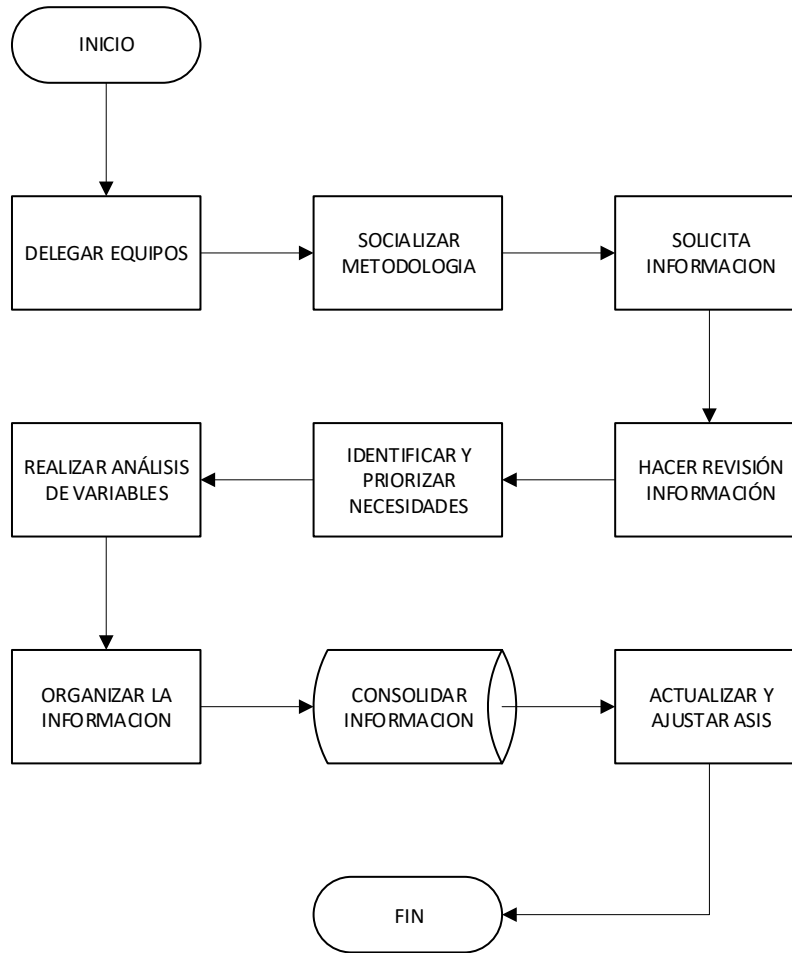 INICIO
DELEGAR EQUIPOS
SOCIALIZAR
METODOLOGIA
SOLICITA
INFORMACION
HACER REVISIÓN
INFORMACIÓN
IDENTIFICAR Y
PRIORIZAR
NECESIDADES
REALIZAR ANÁLISIS
DE VARIABLES
ORGANIZAR LA
INFORMACION
CONSOLIDAR
INFORMACION
ACTUALIZAR Y
AJUSTAR ASIS
FIN